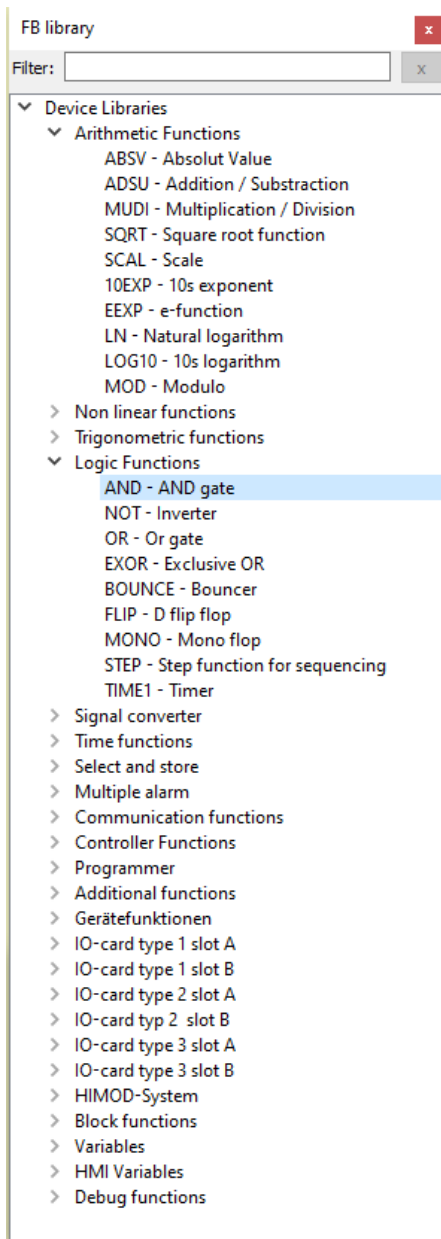 FB library
x
Filter:
x
Device Libraries
Arithmetic Functions
ABSV - Absolut Value
ADSU - Addition / Substraction
MUDI - Multiplication / Division
SQRT - Square root function
SCAL - Scale
10EXP - 10s exponent
EEXP - e-function
LN - Natural logarithm
LOG10 - 10s logarithm
MOD - Modulo
Non linear functions
Trigonometric functions
Logic Functions
AND - AND gate
NOT - Inverter
OR - Or gate
EXOR - Exclusive OR
BOUNCE - Bouncer
FLIP - D flip flop
MONO - Mono flop
STEP - Step function for sequencing
TIME1 - Timer
Signal converter
Time functions
Select and store
Multiple alarm
Communication functions
Controller Functions
Programmer
Additional functions
Gerätefunktionen
IO-card type 1 slot A
IO-card type 1 slot B
IO-card type 2 slot A
IO-card typ 2  slot B
IO-card type 3 slot A
IO-card type 3 slot B
HIMOD-System
Block functions
Variables
HMI Variables
Debug functions